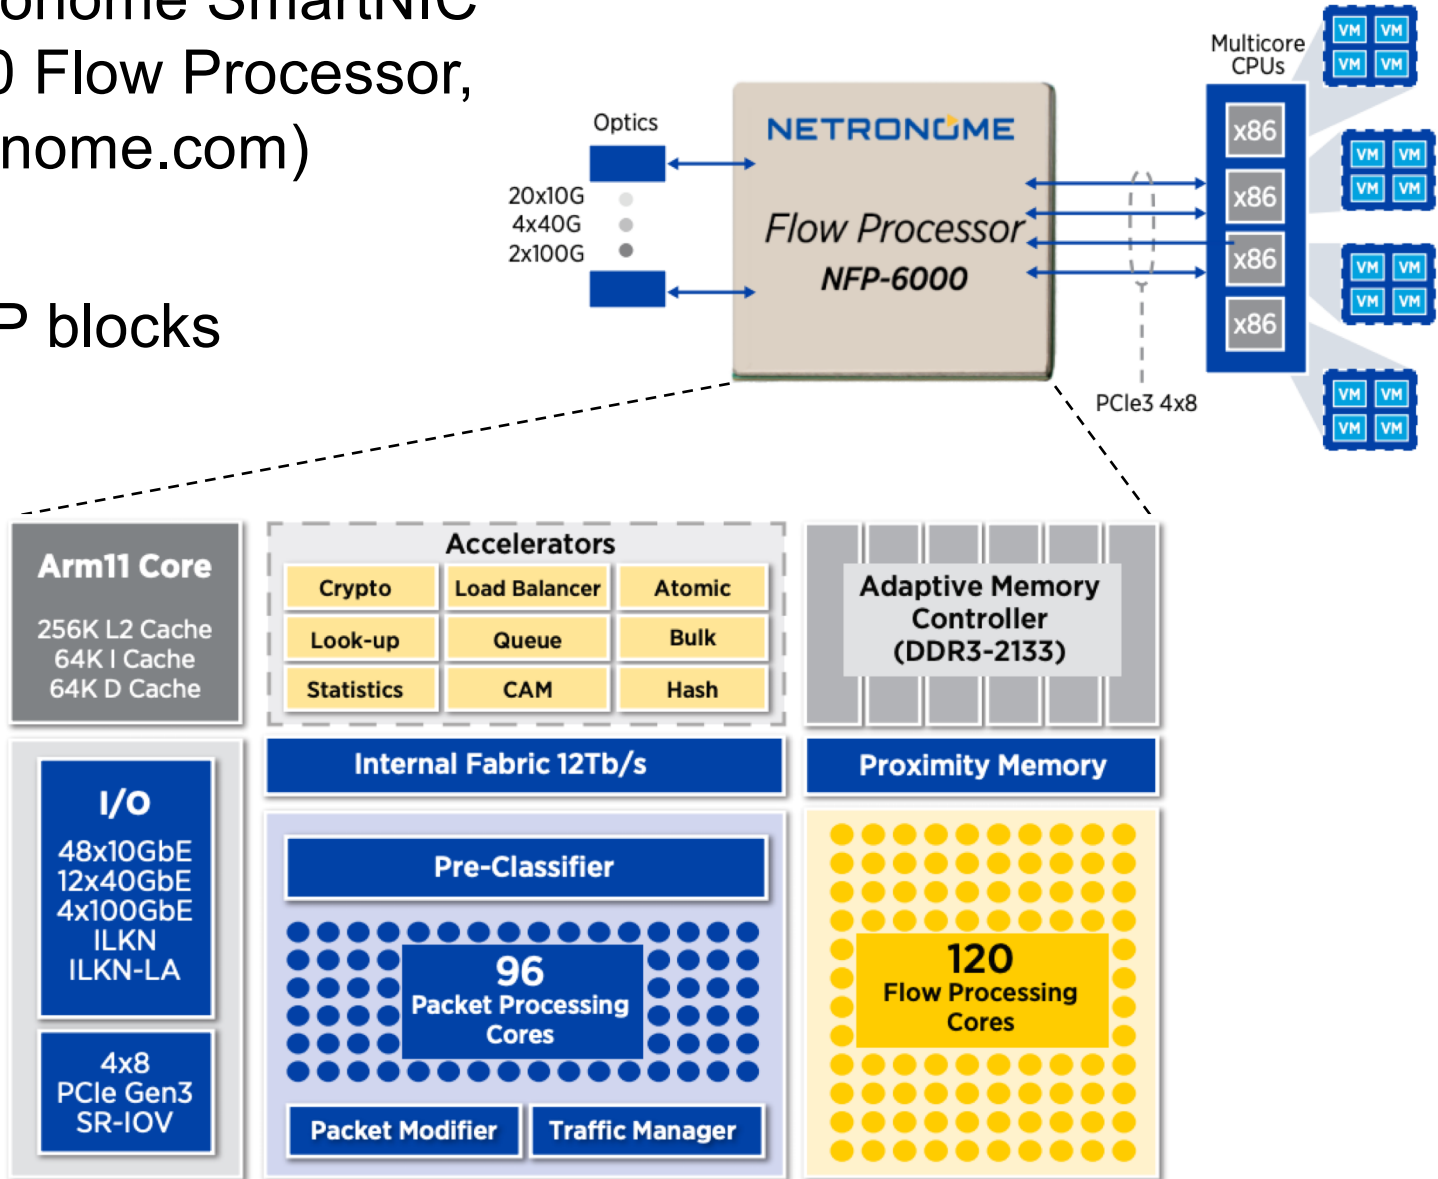 onome SmartNIC
0 Flow Processor,
nome.com)
P blocks
Optics
20x10G
4x40G
2x100G
NETRONOME
Flow Processor
NFP-6000
PCIe3 4x8
Multicore
CPUs
x86
x86
x86
x86
VM VM
VM VM
VM VM
VM VM
VM VM
VM VM
VM VM
VM VM
Arm11 Core
256K L2 Cache
64K I Cache
64K D Cache
Accelerators
Crypto Load Balancer Atomic
Look-up Queue Bulk
Statistics CAM Hash
Adaptive Memory
Controller
(DDR3-2133)
Internal Fabric 12Tb/s
Proximity Memory
I/O
48x10GbE
12x40GbE
4x100GbE
ILKN
ILKN-LA
4x8
PCIe Gen3
SR-IOV
Pre-Classifier
96
Packet Processing
Cores
Packet Modifier
Traffic Manager
120
Flow Processing
Cores